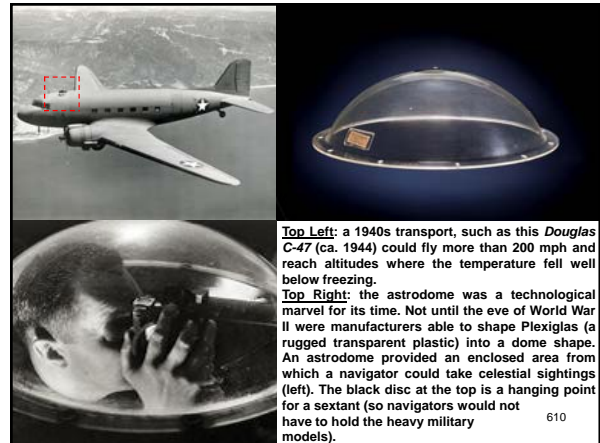 Top Left: a 1940s transport, such as this Douglas
C-47 (ca. 1944) could fly more than 200 mph and
reach altitudes where the temperature fell well
below freezing.
Top Right: the astrodome was a technological
marvel for its time. Not until the eve of World War
II were manufacturers able to shape Plexiglas (a
rugged transparent plastic) into a dome shape.
An astrodome provided an enclosed area from
which a navigator could take celestial sightings
(left). The black disc at the top is a hanging point
for a sextant (so navigators would not
have to hold the heavy military
models).
610